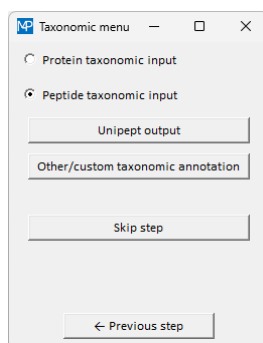 MP Taxonomic menu
Protein taxonomic input
Peptide taxonomic input
Unipept output
Other/custom taxonomic annotation
Skip step
← Previous step